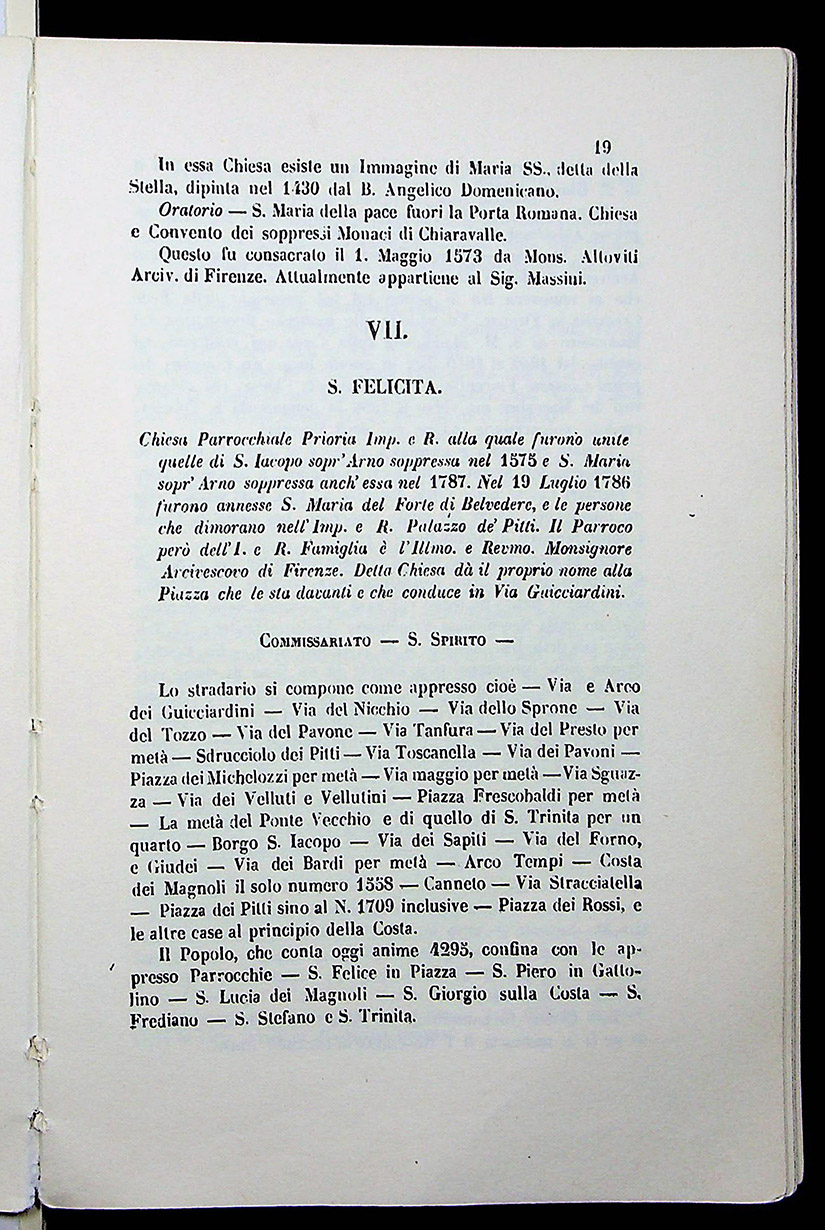 19
In essa Chiesa esiste un Immagine di Maria SS., detta della
Stella, dipinta nel 1430 dal B. Angelico Domenicano.
Oratorio — S. Maria della pace fuori la Porta Romana. Chiesa
e Convento dei soppressi Monaci di Chiaravalle.
Questo fu consacrato il 1. Maggio 1573 da Mons. Altoviti
Arciv. di Firenze. Attualmente appartiene al Sig. Massini.
VII.
S. FELICITA.
Chiesa Parrocchiale Prioria Imp. e R. alla quale furono unite
quelle di S. Iacopo sopr'Arno soppressa nel 1575 e S. Maria
sopr' Arno soppressa anch'essa nel 1787. Nel 19 Luglio 1786
furono annesse S. Maria del Forte di Belvedere, e le persone
che dimorano nell'Imp. e R. Palazzo de' Pitti. Il Parroco
però dell'I. e R. Famiglia è l'Illmo. e Revmo. Monsignore
Arcivescovo di Firenze. Detta Chiesa dà il proprio nome alla
Piazza che le sta davanti e che conduce in Via Guicciardini.
COMMISSARIATO — S. SPIRITO —
Lo stradario si compone come appresso cioè — Via e Arco
dei Guicciardini — Via del Nicchio — Via dello Sprone — Via
del Tozzo — Via del Pavone — Via Tanfura — Via del Presto per
metà — Sdrucciolo dei Pitti — Via Toscanella — Via dei Pavoni —
Piazza dei Michelozzi per metà — Via maggio per metà — Via Sguaz-
za — Via dei Velluti e Vellutini — Piazza Frescobaldi per metà
— La metà del Ponte Vecchio e di quello di S. Trinita per un
quarto — Borgo S. Iacopo — Via dei Sapiti — Via del Forno,
e Giudei — Via dei Bardi per metà — Arco Tempi — Costa
dei Magnoli il solo numero 1558 — Canneto — Via Stracciatella
— Piazza dei Pitti sino al N. 1709 inclusive — Piazza dei Rossi, e
le altre case al principio della Costa.
Il Popolo, che conta oggi anime 4295, confina con le ap-
presso Parrocchie — S. Felice in Piazza — S. Piero in Gatto-
lino — S. Lucia dei Magnoli — S. Giorgio sulla Costa — S.
Frediano — S. Stefano e S. Trinita.